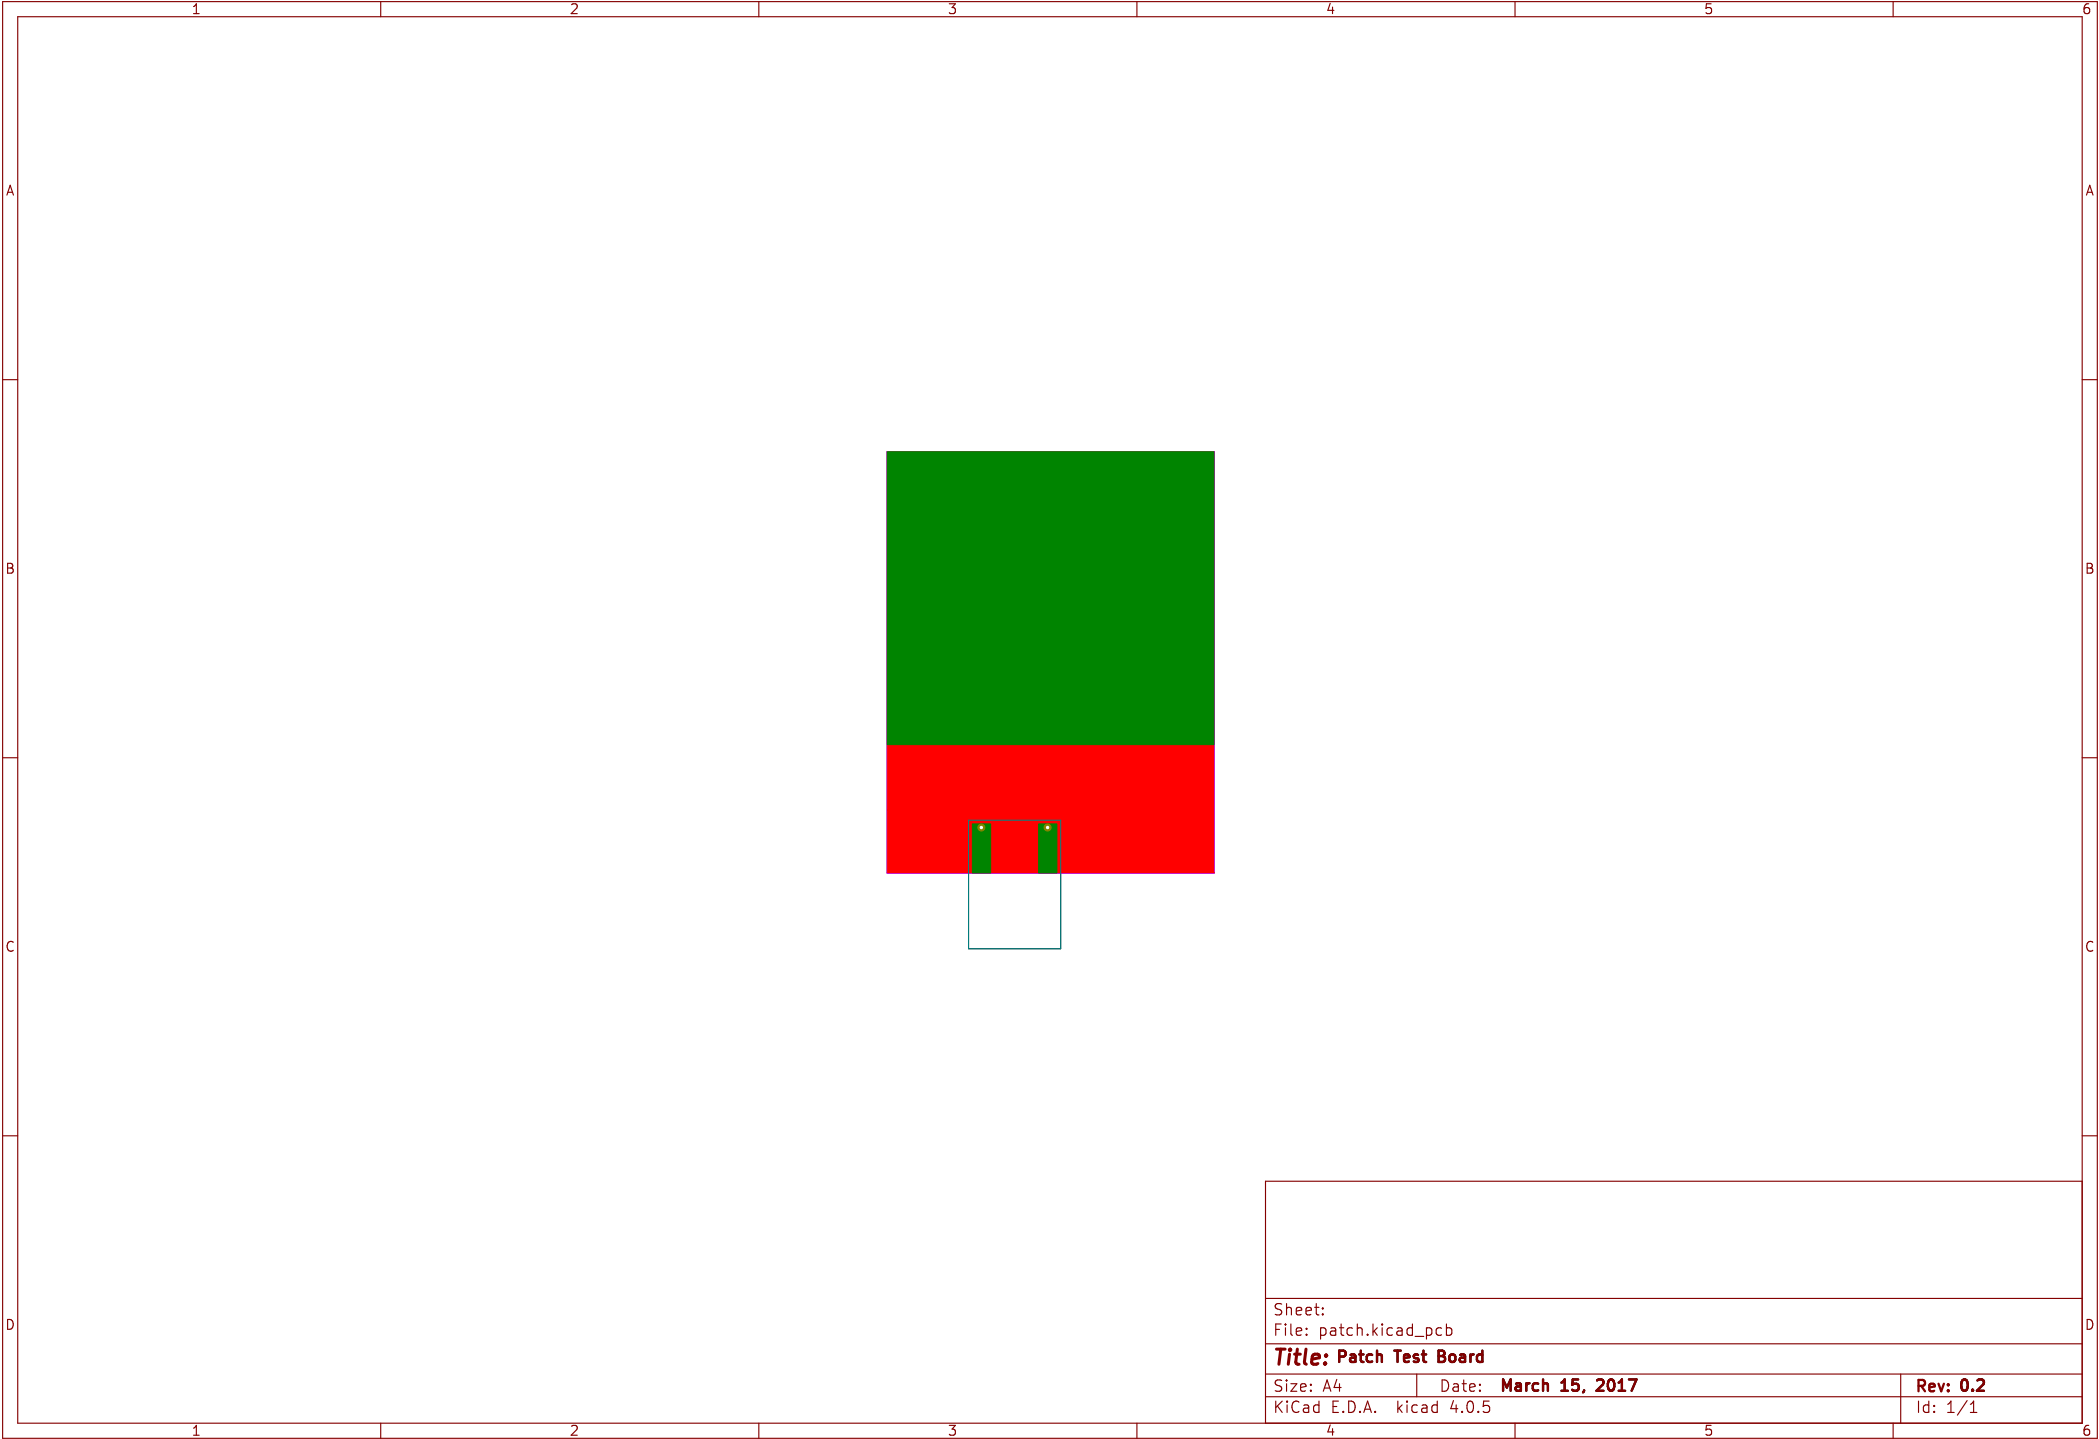 1 2 3 4 5 6
A A
B B
C C
D D
Sheet:
File: patch.kicad_pcb
Title: Patch Test Board
Size: A4 Date: March 15, 2017 Rev: 0.2
KiCad E.D.A. kicad 4.0.5 Id: 1/1
1 2 3 4 5 6